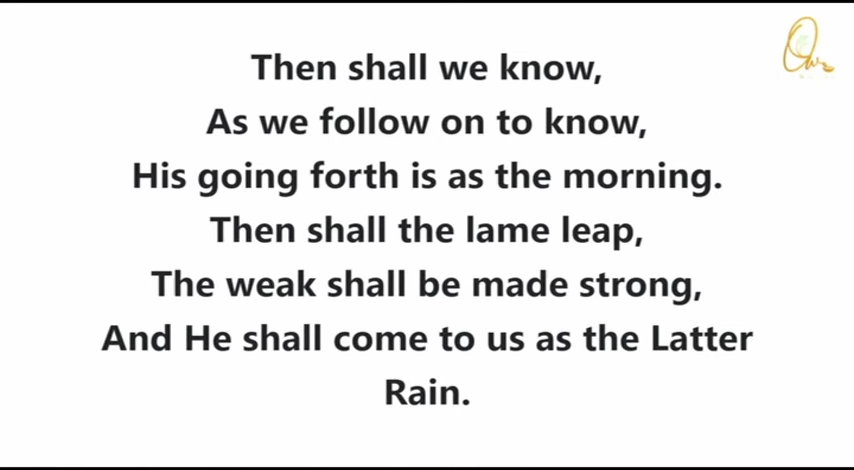 Then shall we know,
As we follow on to know,
His going forth is as the morning.
Then shall the lame leap,
The weak shall be made strong,
And He shall come to us as the Latter
Rain.